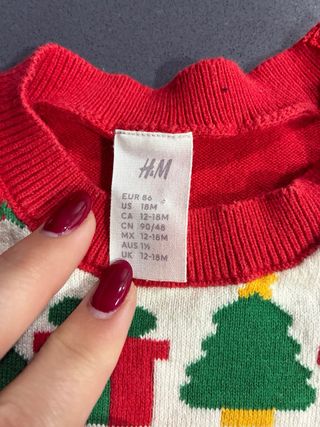 H&M
EUR 86
US 18M
CA 12-18M
CN 90/48
MX 12-18M
AUS 1½
UK 12-18M